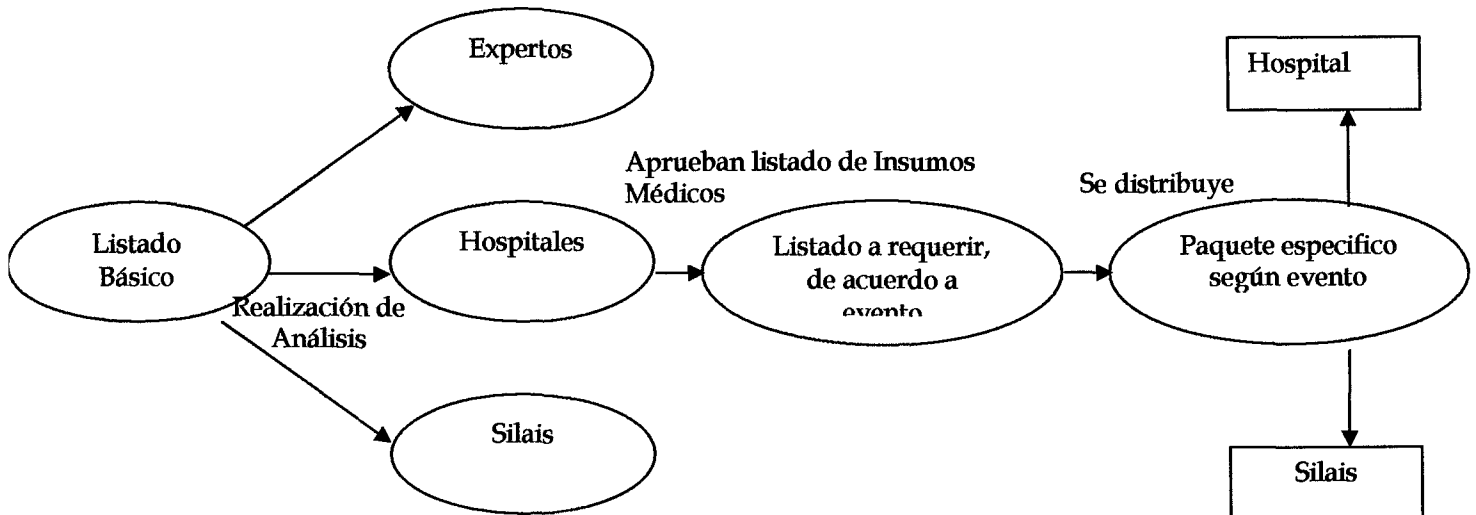 Expertos
Hospital
Aprueban listado de Insumos
Médicos
Se distribuye
Listado
Básico
Hospitales
Listado a requerir,
de acuerdo a
evento
Paquete especifico
según evento
Realización de
Análisis
Silais
Silais